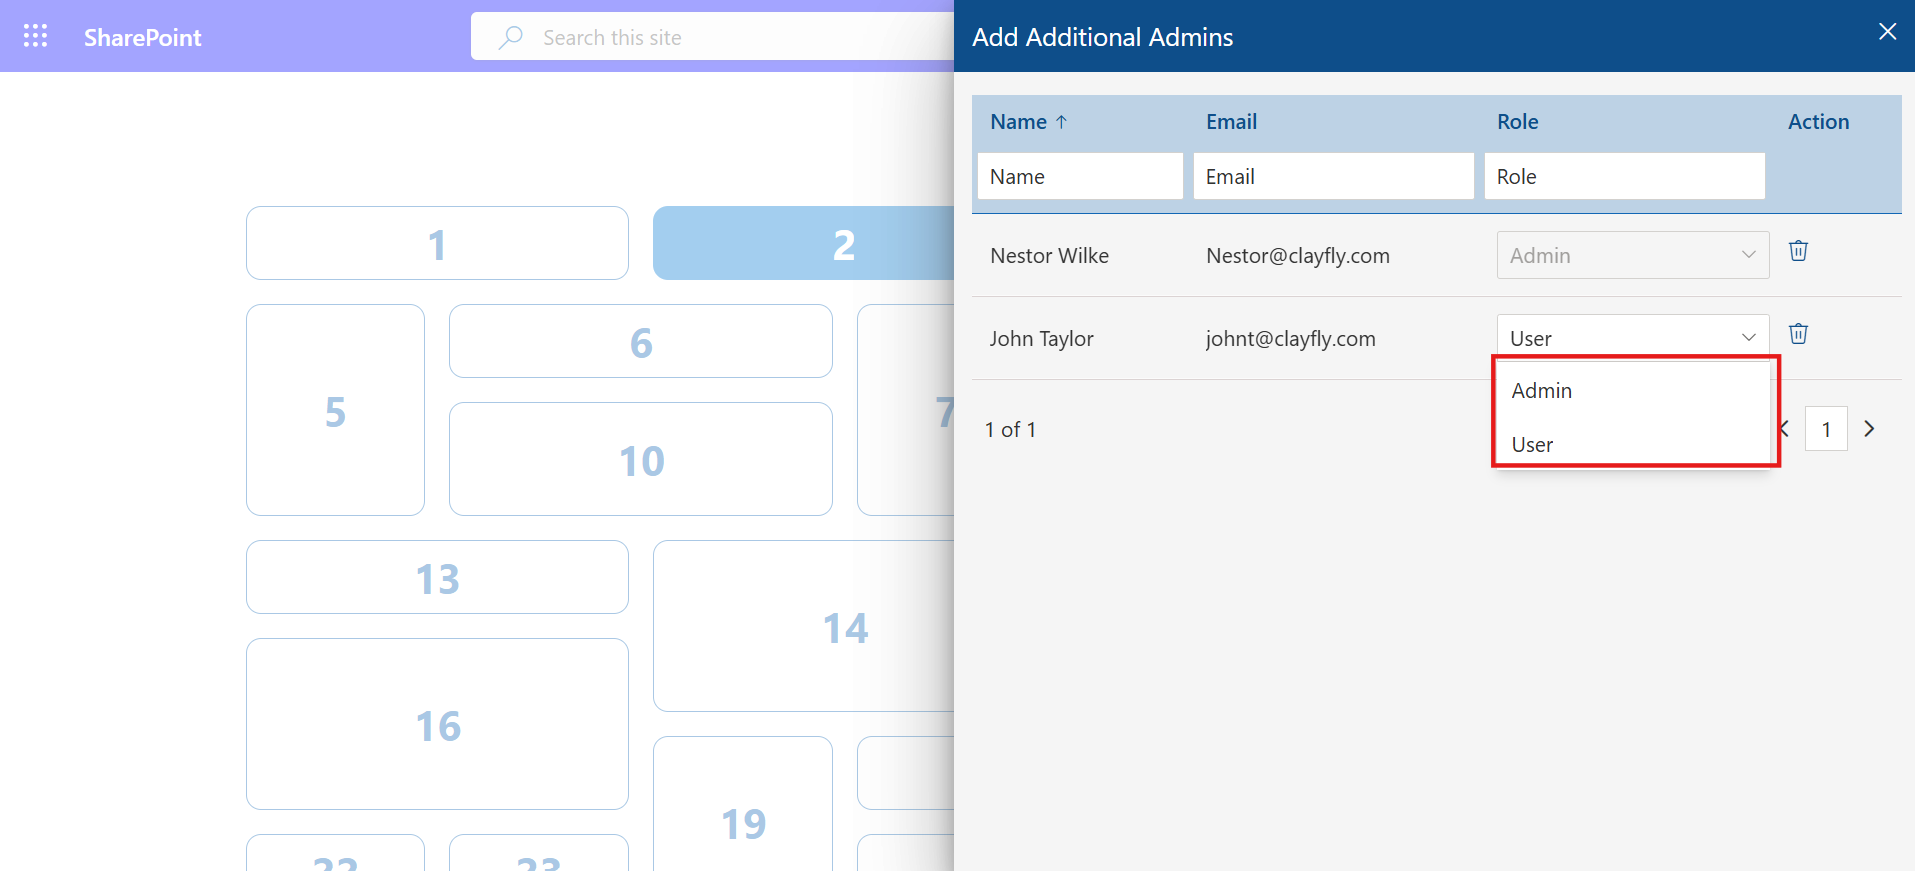 SharePoint
Search this site
Add Additional Admins
Name ↑ Email Role Action
Name Email Role
Nestor Wilke Nestor@clayfly.com Admin
John Taylor johnt@clayfly.com User
Admin
User
1 of 1
1
1
2
5
6
7
10
13
14
16
19
22
23